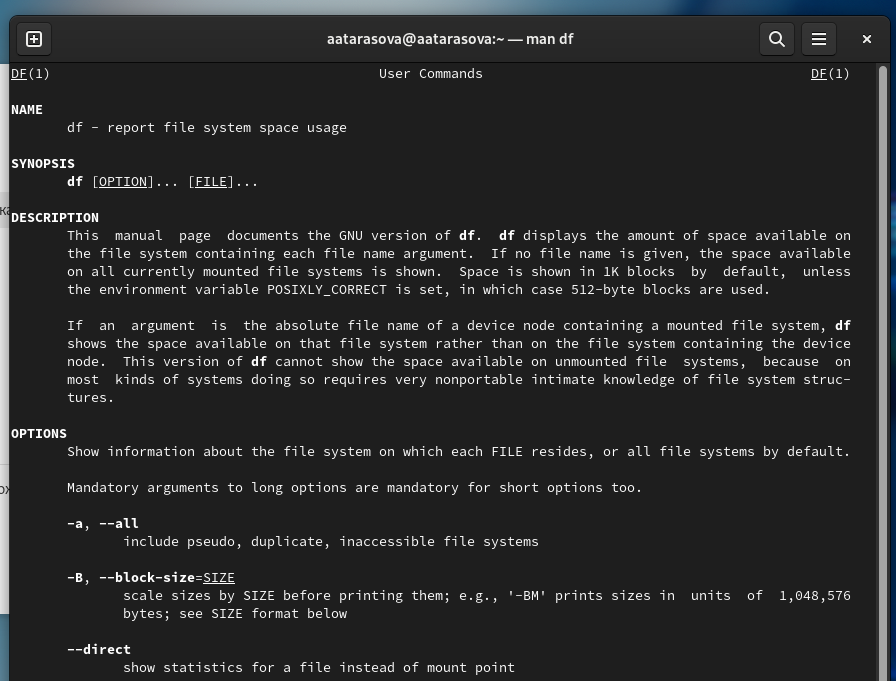 aatarasova@aatarasova:~ — man df
DF(1) User Commands DF(1)
NAME
df - report file system space usage
SYNOPSIS
df [OPTION]... [FILE]...
DESCRIPTION
This manual page documents the GNU version of df. df displays the amount of space available on
the file system containing each file name argument. If no file name is given, the space available
on all currently mounted file systems is shown. Space is shown in 1K blocks by default, unless
the environment variable POSIXLY_CORRECT is set, in which case 512-byte blocks are used.
If an argument is the absolute file name of a device node containing a mounted file system, df
shows the space available on that file system rather than on the file system containing the device
node. This version of df cannot show the space available on unmounted file systems, because on
most kinds of systems doing so requires very nonportable intimate knowledge of file system struc-
tures.
OPTIONS
Show information about the file system on which each FILE resides, or all file systems by default.
Mandatory arguments to long options are mandatory for short options too.
-a, --all
include pseudo, duplicate, inaccessible file systems
-B, --block-size=SIZE
scale sizes by SIZE before printing them; e.g., '-BM' prints sizes in units of 1,048,576
bytes; see SIZE format below
--direct
show statistics for a file instead of mount point